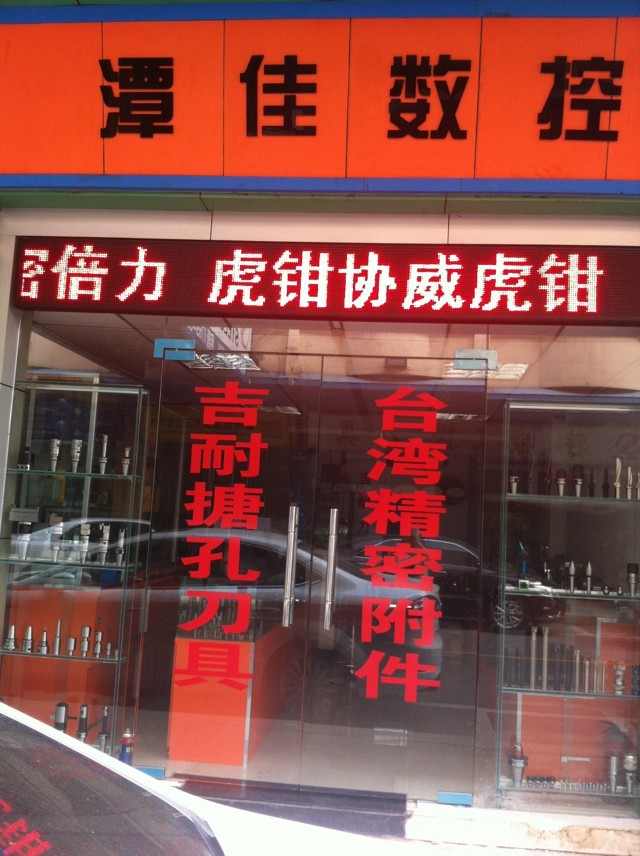 潭佳数控
密倍力 虎钳协威虎钳
吉耐搪孔刀具
台湾精密附件